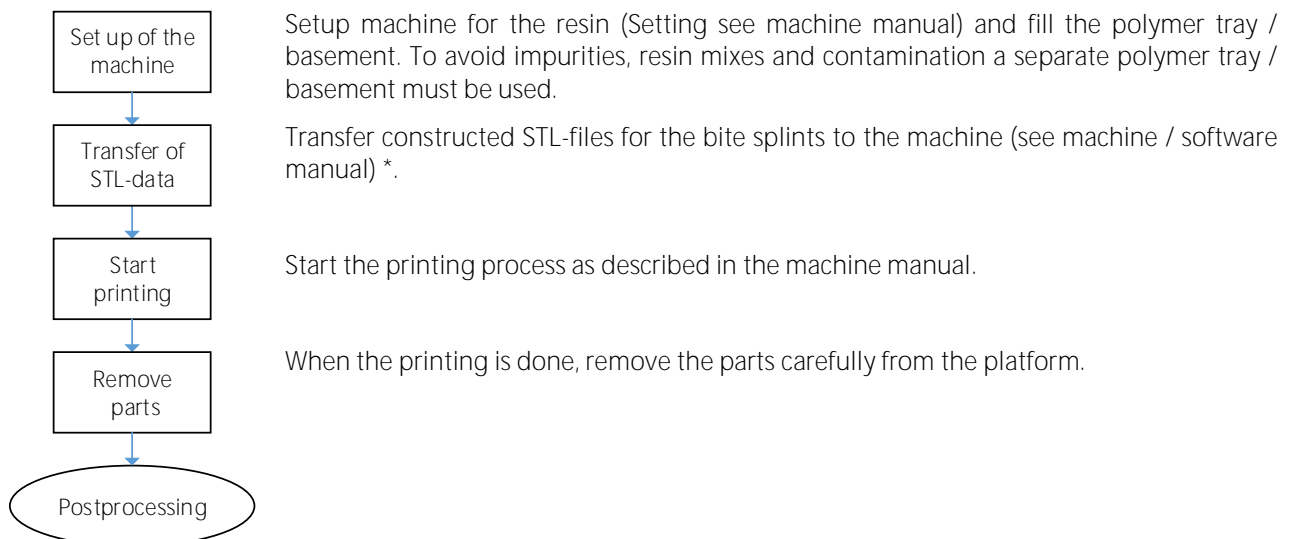 Set up of the
machine
Setup machine for the resin (Setting see machine manual) and fill the polymer tray /
basement. To avoid impurities, resin mixes and contamination a separate polymer tray /
basement must be used.
Transfer of
STL-data
Transfer constructed STL-files for the bite splints to the machine (see machine / software
manual) *.
Start
printing
Start the printing process as described in the machine manual.
Remove
parts
When the printing is done, remove the parts carefully from the platform.
Postprocessing